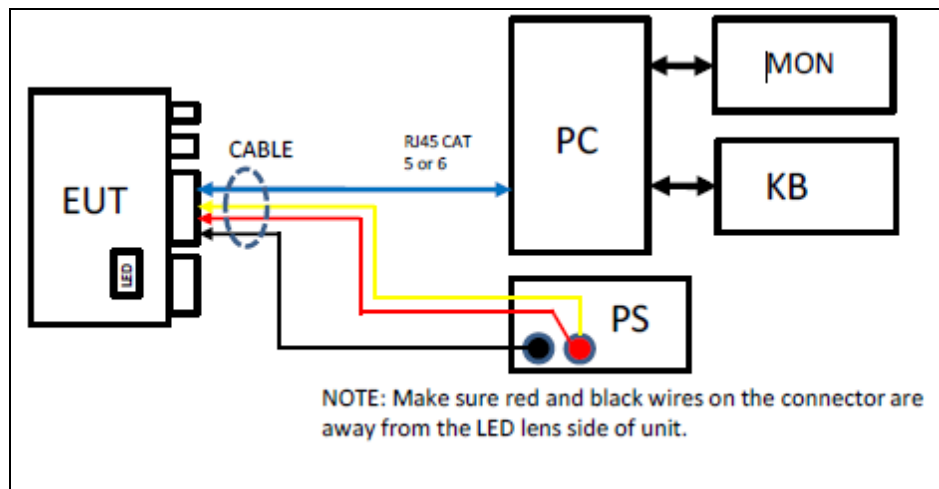 MON
RJ45 CAT
5 or 6
CABLE
PC
EUT
KB
LED
PS
NOTE: Make sure red and black wires on the connector are
away from the LED lens side of unit.